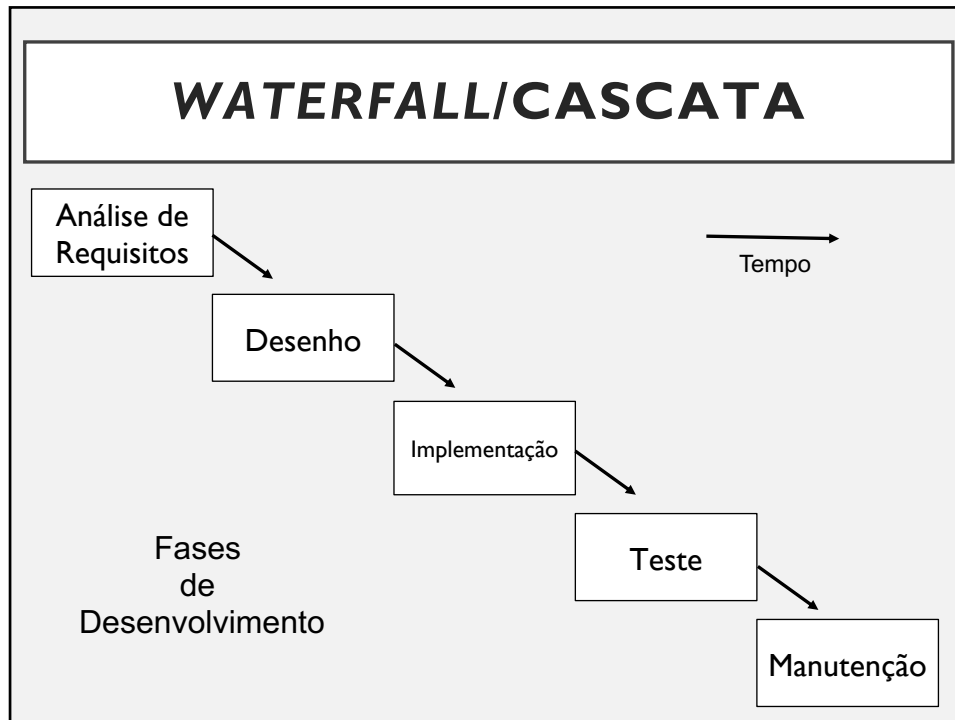 WATERFALL/CASCATA
Análise de
Requisitos
Tempo
Desenho
Implementação
Fases
de
Desenvolvimento
Teste
Manutenção